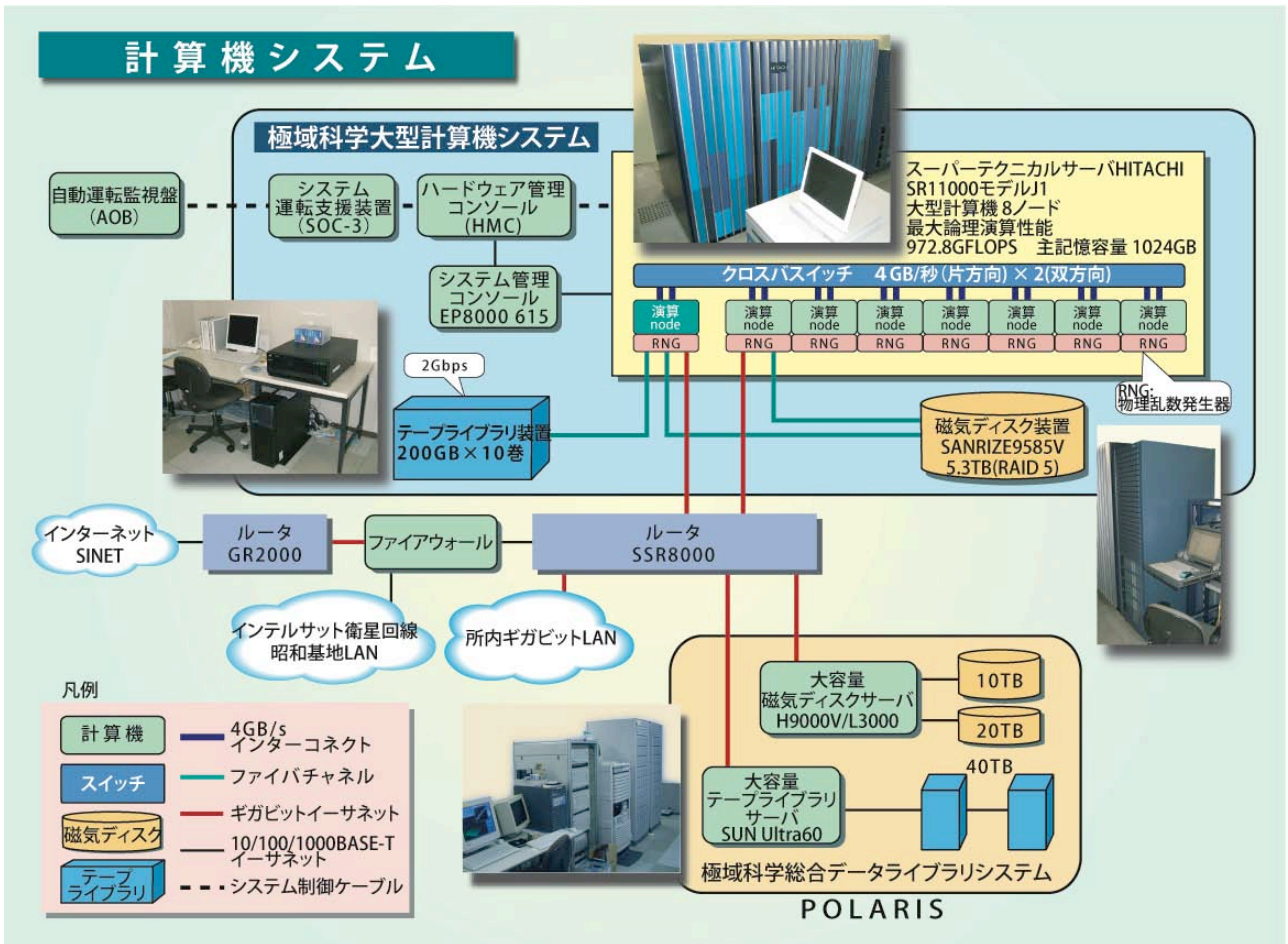 計算機システム
極域科学大型計算機システム
自動運転監視盤
(AOB)
システム
運転支援装置
(SOC-3)
ハードウェア管理
コンソール
(HMC)
システム管理
コンソール
EP8000 615
HITACHI
スーパーテクニカルサーバHITACHI
SR11000モデルJ1
大型計算機 8ノード
最大論理演算性能
972.8GFLOPS 主記憶容量 1024GB
クロスバスイッチ 4GB/秒(片方向)×2(双方向)
演算
node
RNG
演算
node
RNG
演算
node
RNG
演算
node
RNG
演算
node
RNG
演算
node
RNG
演算
node
RNG
演算
node
RNG
RNG:
物理乱数発生器
2Gbps
テープライブラリ装置
200GB×10巻
磁気ディスク装置
SANRIZE9585V
5.3TB(RAID 5)
インターネット
SINET
ルータ
GR2000
ファイアウォール
ルータ
SSR8000
インテルサット衛星回線
昭和基地LAN
所内ギガビットLAN
大容量
磁気ディスクサーバ
H9000V/L3000
10TB
20TB
大容量
テープライブラリ
サーバ
SUN Ultra60
40TB
極域科学総合データライブラリシステム
POLARIS
凡例
計算機
スイッチ
磁気ディスク
テープ
ライブラリ
4GB/s
インターコネクト
ファイバチャネル
ギガビットイーサネット
10/100/1000BASE-T
イーサネット
システム制御ケーブル